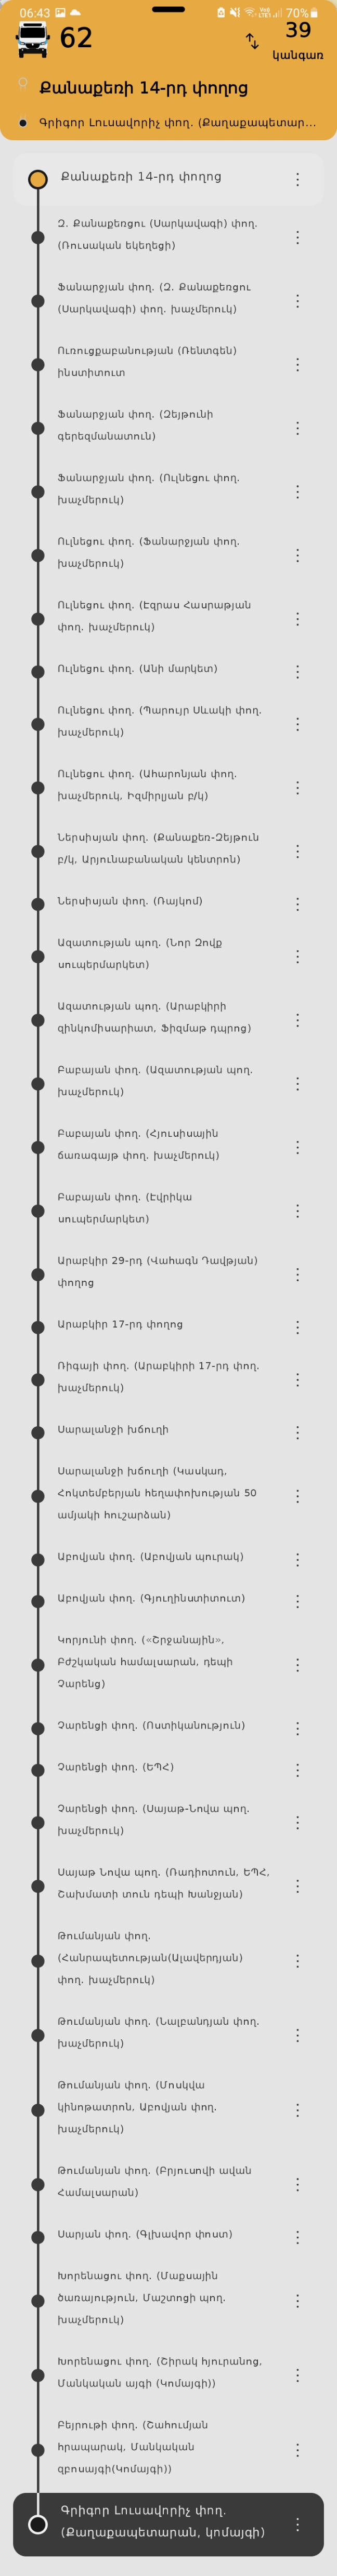 06:43
70%
62
39
կանգառ
Քանաքեռի 14-րդ փողոց
Գրիգոր Լուսավորիչ փող. (Քաղաքապետար...
Քանաքեռի 14-րդ փողոց
Զ. Քանաքեռցու (Սարկավագի) փող.
(Ռուսական եկեղեցի)
Ֆանարջյան փող. (Զ. Քանաքեռցու
(Սարկավագի) փող. խաչմերուկ)
Ուռուցքաբանության (Ռենտգեն)
ինստիտուտ
Ֆանարջյան փող. (Զեյթունի
գերեզմանատուն)
Ֆանարջյան փող. (Ուլնեցու փող.
խաչմերուկ)
Ուլնեցու փող. (Ֆանարջյան փող.
խաչմերուկ)
Ուլնեցու փող. (Էզրաս Հասրաթյան
փող. խաչմերուկ)
Ուլնեցու փող. (Անի մարկետ)
Ուլնեցու փող. (Պարույր Սևակի փող.
խաչմերուկ)
Ուլնեցու փող. (Ահարոնյան փող.
խաչմերուկ, Իզմիրլյան բ/կ)
Ներսիսյան փող. (Քանաքեռ-Զեյթուն
բ/կ, Արյունաբանական կենտրոն)
Ներսիսյան փող. (Ռայկոմ)
Ազատության պող. (Նոր Զովք
սուպերմարկետ)
Ազատության պող. (Արաբկիրի
զինկոմիսարիատ, Ֆիզմաթ դպրոց)
Բաբայան փող. (Ազատության պող.
խաչմերուկ)
Բաբայան փող. (Հյուսիսային
ճառագայթ փող. խաչմերուկ)
Բաբայան փող. (Էվրիկա
սուպերմարկետ)
Արաբկիր 29-րդ (Վահագն Դավթյան)
փողոց
Արաբկիր 17-րդ փողոց
Ռիգայի փող. (Արաբկիրի 17-րդ փող.
խաչմերուկ)
Սարալանջի խճուղի
Սարալանջի խճուղի (Կասկադ,
Հոկտեմբերյան հեղափոխության 50
ամյակի հուշարձան)
Աբովյան փող. (Աբովյան պուրակ)
Աբովյան փող. (Գյուղինստիտուտ)
Կորյունի փող. («Շրջանային»,
Բժշկական համալսարան, դեպի
Չարենց)
Չարենցի փող. (Ոստիկանություն)
Չարենցի փող. (ԵՊՀ)
Չարենցի փող. (Սայաթ-Նովա պող.
խաչմերուկ)
Սայաթ Նովա պող. (Ռադիոտուն, ԵՊՀ,
Շախմատի տուն դեպի Խանջյան)
Թումանյան փող.
(Հանրապետության(Ալավերդյան)
փող. խաչմերուկ)
Թումանյան փող. (Նալբանդյան փող.
խաչմերուկ)
Թումանյան փող. (Մոսկվա
կինոթատրոն, Աբովյան փող.
խաչմերուկ)
Թումանյան փող. (Բրյուսովի ավան
Համալսարան)
Սարյան փող. (Գլխավոր փոստ)
Խորենացու փող. (Մաքսային
ծառայություն, Մաշտոցի պող.
խաչմերուկ)
Խորենացու փող. (Շիրակ հյուրանոց,
Մանկական այգի (Կոմայգի))
Բեյրութի փող. (Շահումյան
հրապարակ, Մանկական
զբոսայգի(Կոմայգի))
Գրիգոր Լուսավորիչ փող.
(Քաղաքապետարան, կոմայգի)